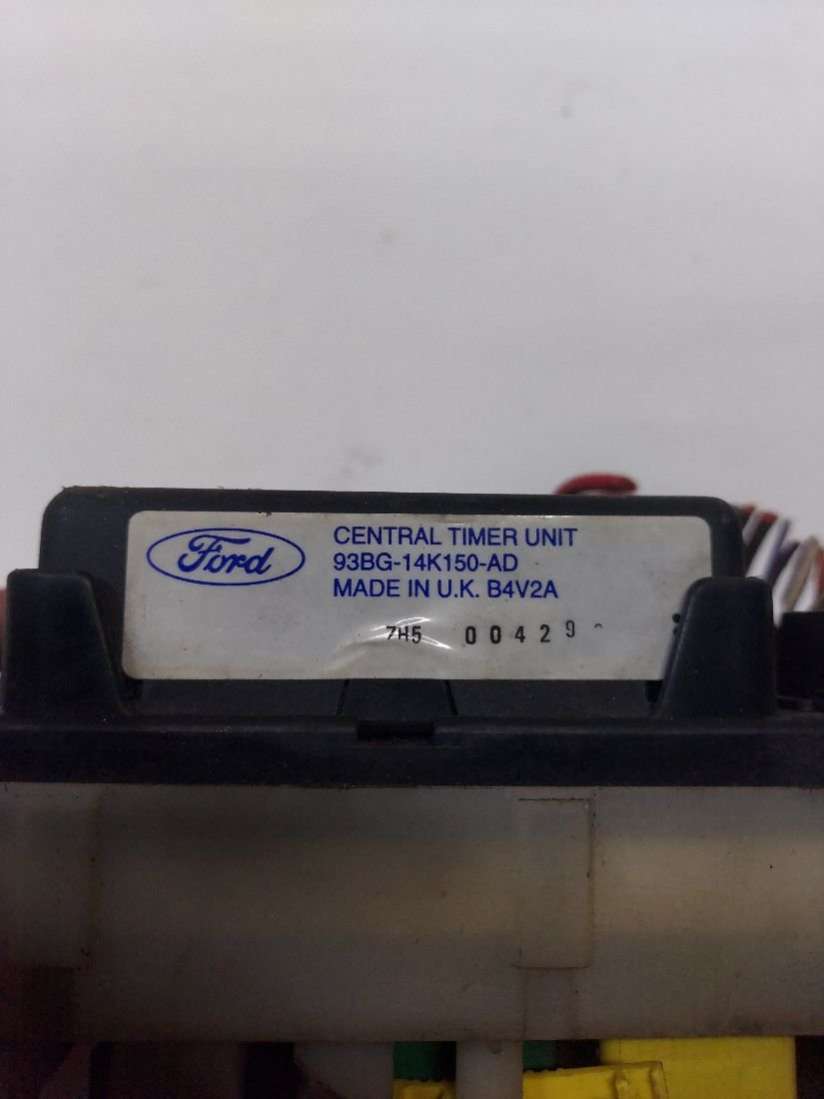 Ford
CENTRAL TIMER UNIT
93BG-14K150-AD
MADE IN U.K. B4V2A
7H5 00429